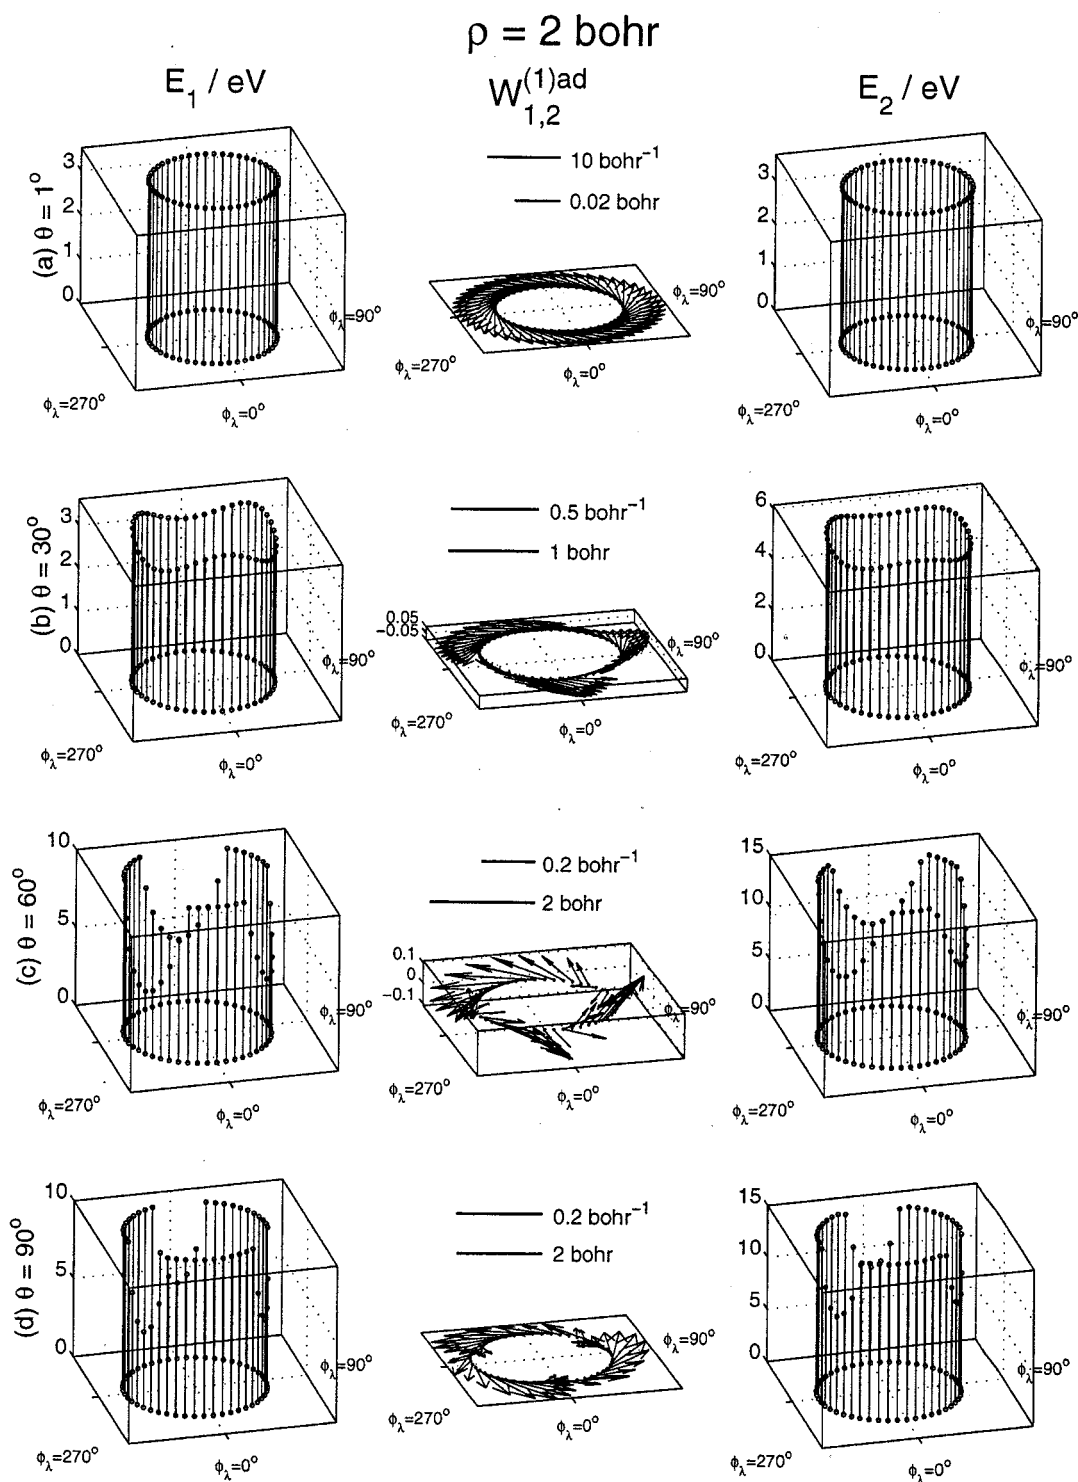 ρ = 2 bohr
E₁ / eV
W₁,₂⁽¹⁾ᵃᵈ
E₂ / eV
(a) θ = 1°
3
2
1
0
ϕλ=90°
ϕλ=270°
ϕλ=0°
10 bohr⁻¹
0.02 bohr
ϕλ=90°
ϕλ=270°
ϕλ=0°
3
2
1
0
ϕλ=90°
ϕλ=270°
ϕλ=0°
(b) θ = 30°
3
2
1
0
ϕλ=90°
ϕλ=270°
ϕλ=0°
0.5 bohr⁻¹
1 bohr
0.05
−0.05
ϕλ=90°
ϕλ=270°
ϕλ=0°
6
4
2
0
ϕλ=90°
ϕλ=270°
ϕλ=0°
(c) θ = 60°
10
5
0
ϕλ=90°
ϕλ=270°
ϕλ=0°
0.2 bohr⁻¹
2 bohr
0.1
0
−0.1
ϕλ=90°
ϕλ=270°
ϕλ=0°
15
10
5
0
ϕλ=90°
ϕλ=270°
ϕλ=0°
(d) θ = 90°
10
5
0
ϕλ=90°
ϕλ=270°
ϕλ=0°
0.2 bohr⁻¹
2 bohr
ϕλ=90°
ϕλ=270°
ϕλ=0°
15
10
5
0
ϕλ=90°
ϕλ=270°
ϕλ=0°